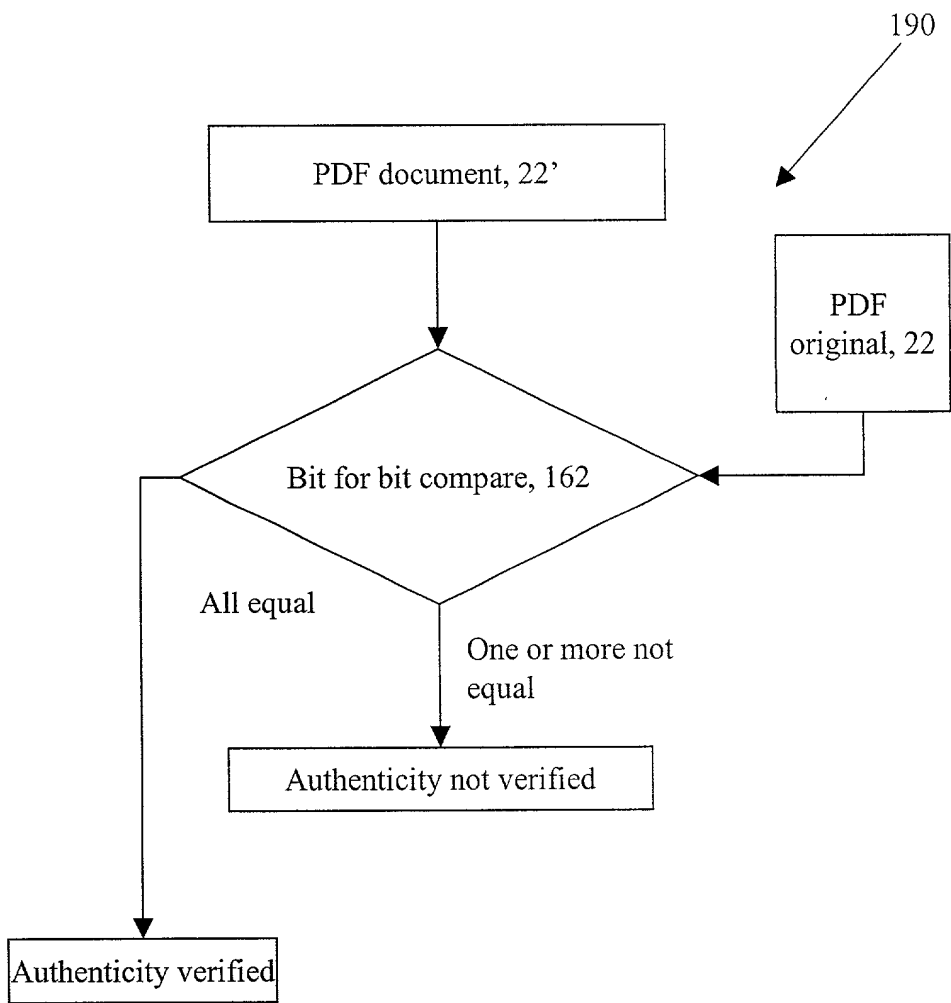 190
PDF document, 22’
PDF
original, 22
Bit for bit compare, 162
All equal
One or more not
equal
Authenticity not verified
Authenticity verified